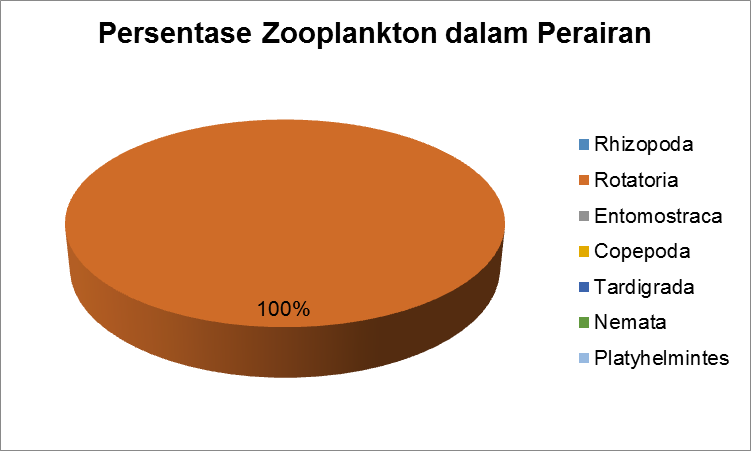 Persentase Zooplankton dalam Perairan
100%
Rhizopoda
Rotatoria
Entomostraca
Copepoda
Tardigrada
Nemata
Platyhelmintes